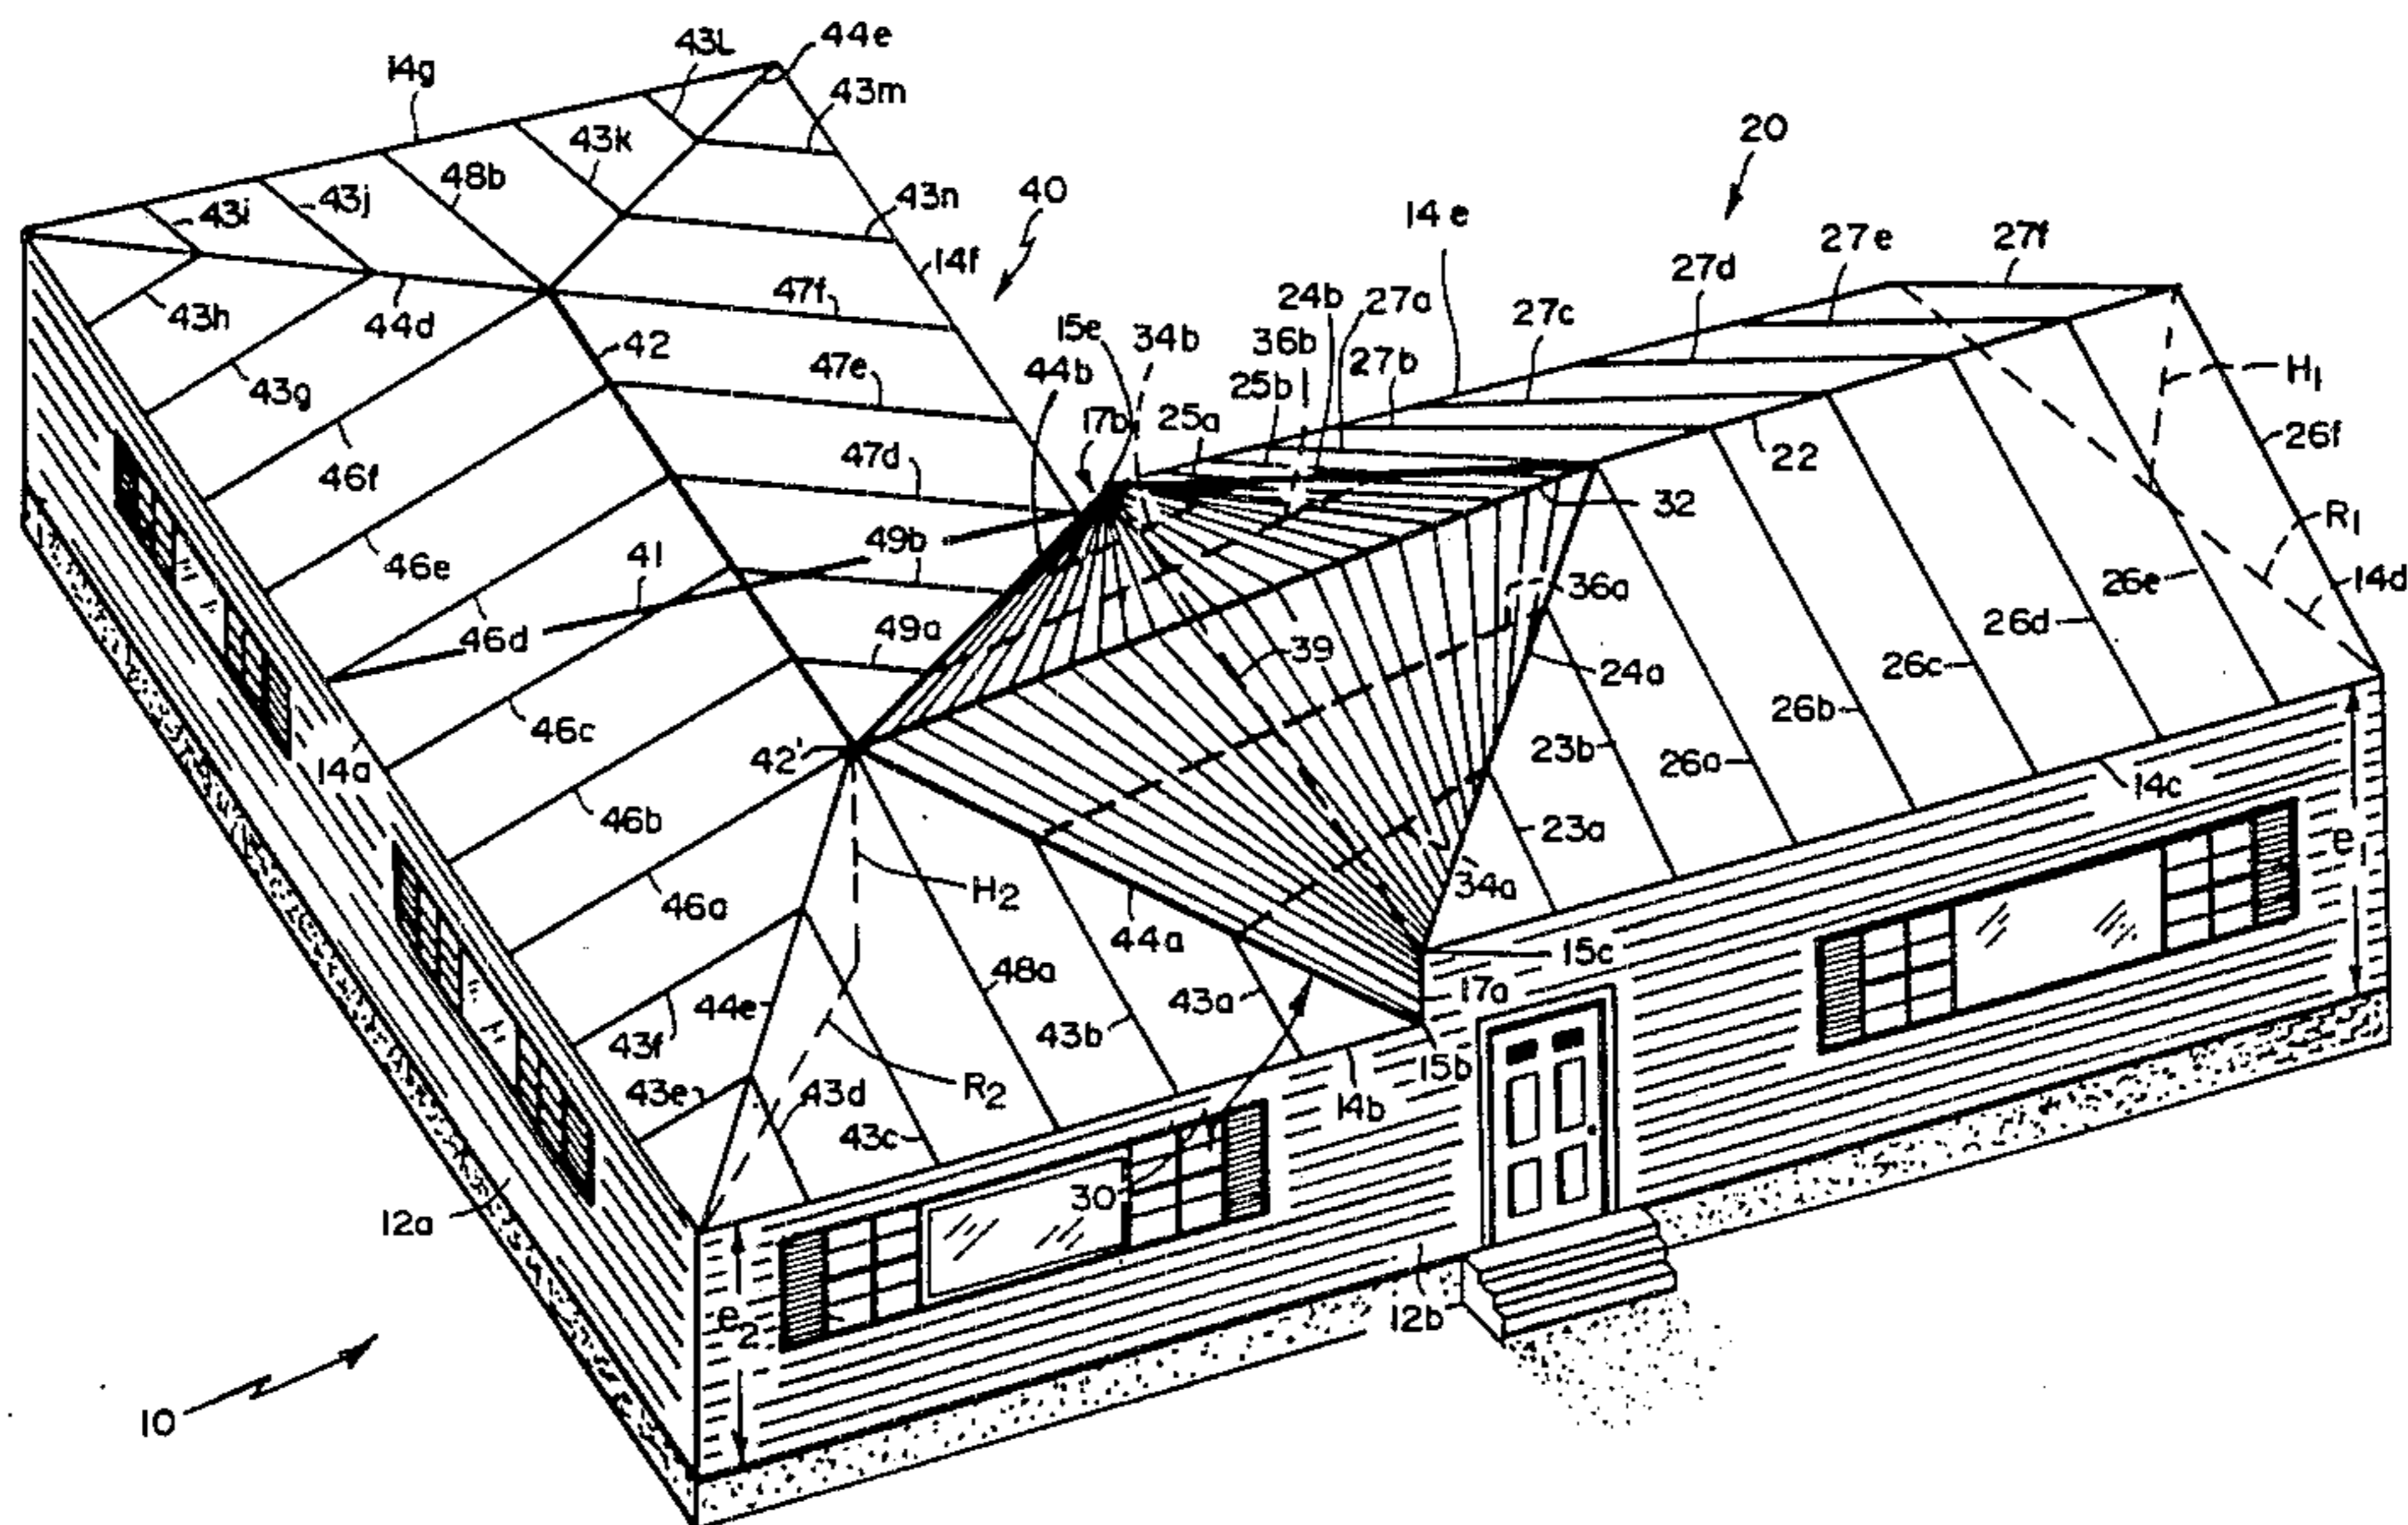 43L
44e
14g
43m
43k
20
48b
43j
43i
43n
40
14e
27f
27e
14f
27d
43h
44d
47f
24b
27a
15e
34b
36b
27c
42
27b
44b
25b
H1
43g
47e
17b
25a
46f
22
26f
47d
32
R1
41
49b
46e
36a
26e
14d
46d
49a
26d
39
24a
26c
46c
26b
23b
42'
26a
14a
14c
46b
23a
e1
46a
H2
34a
44a
15c
48a
17a
44e
43a
43f
43b
15b
43e
43d
R2
14b
43c
30
12a
e2
12b
10